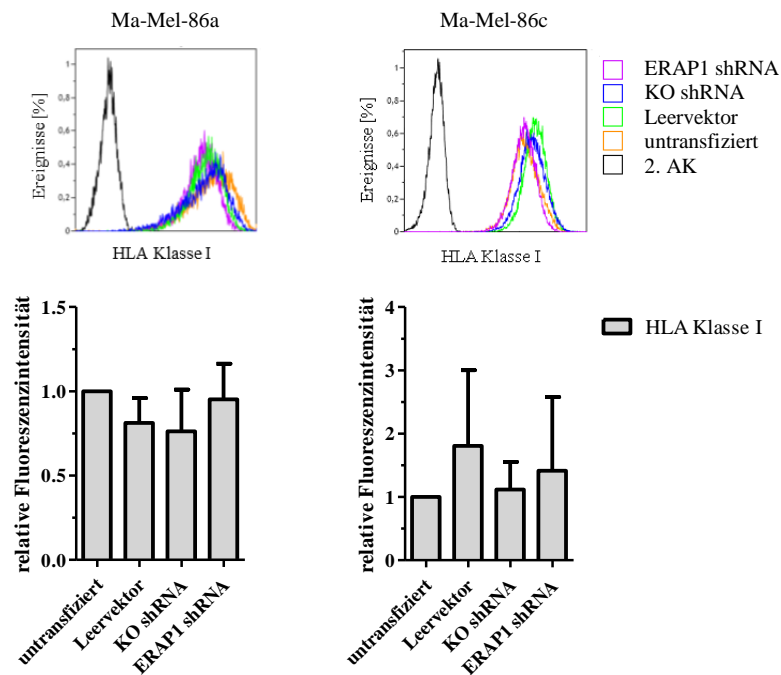 Ma-Mel-86a
Ma-Mel-86c
Ereignisse [%]
1
0,8
0,6
0,4
0,2
0
HLA Klasse I
Ereignisse [%]
1
0,8
0,6
0,4
0,2
0
HLA Klasse I
ERAP1 shRNA
KO shRNA
Leervektor
untransfiziert
2. AK
relative Fluoreszenzintensität
1.5
1.0
0.5
0.0
untransfiziert
Leervektor
KO shRNA
ERAP1 shRNA
relative Fluoreszenzintensität
4
3
2
1
0
untransfiziert
Leervektor
KO shRNA
ERAP1 shRNA
HLA Klasse I